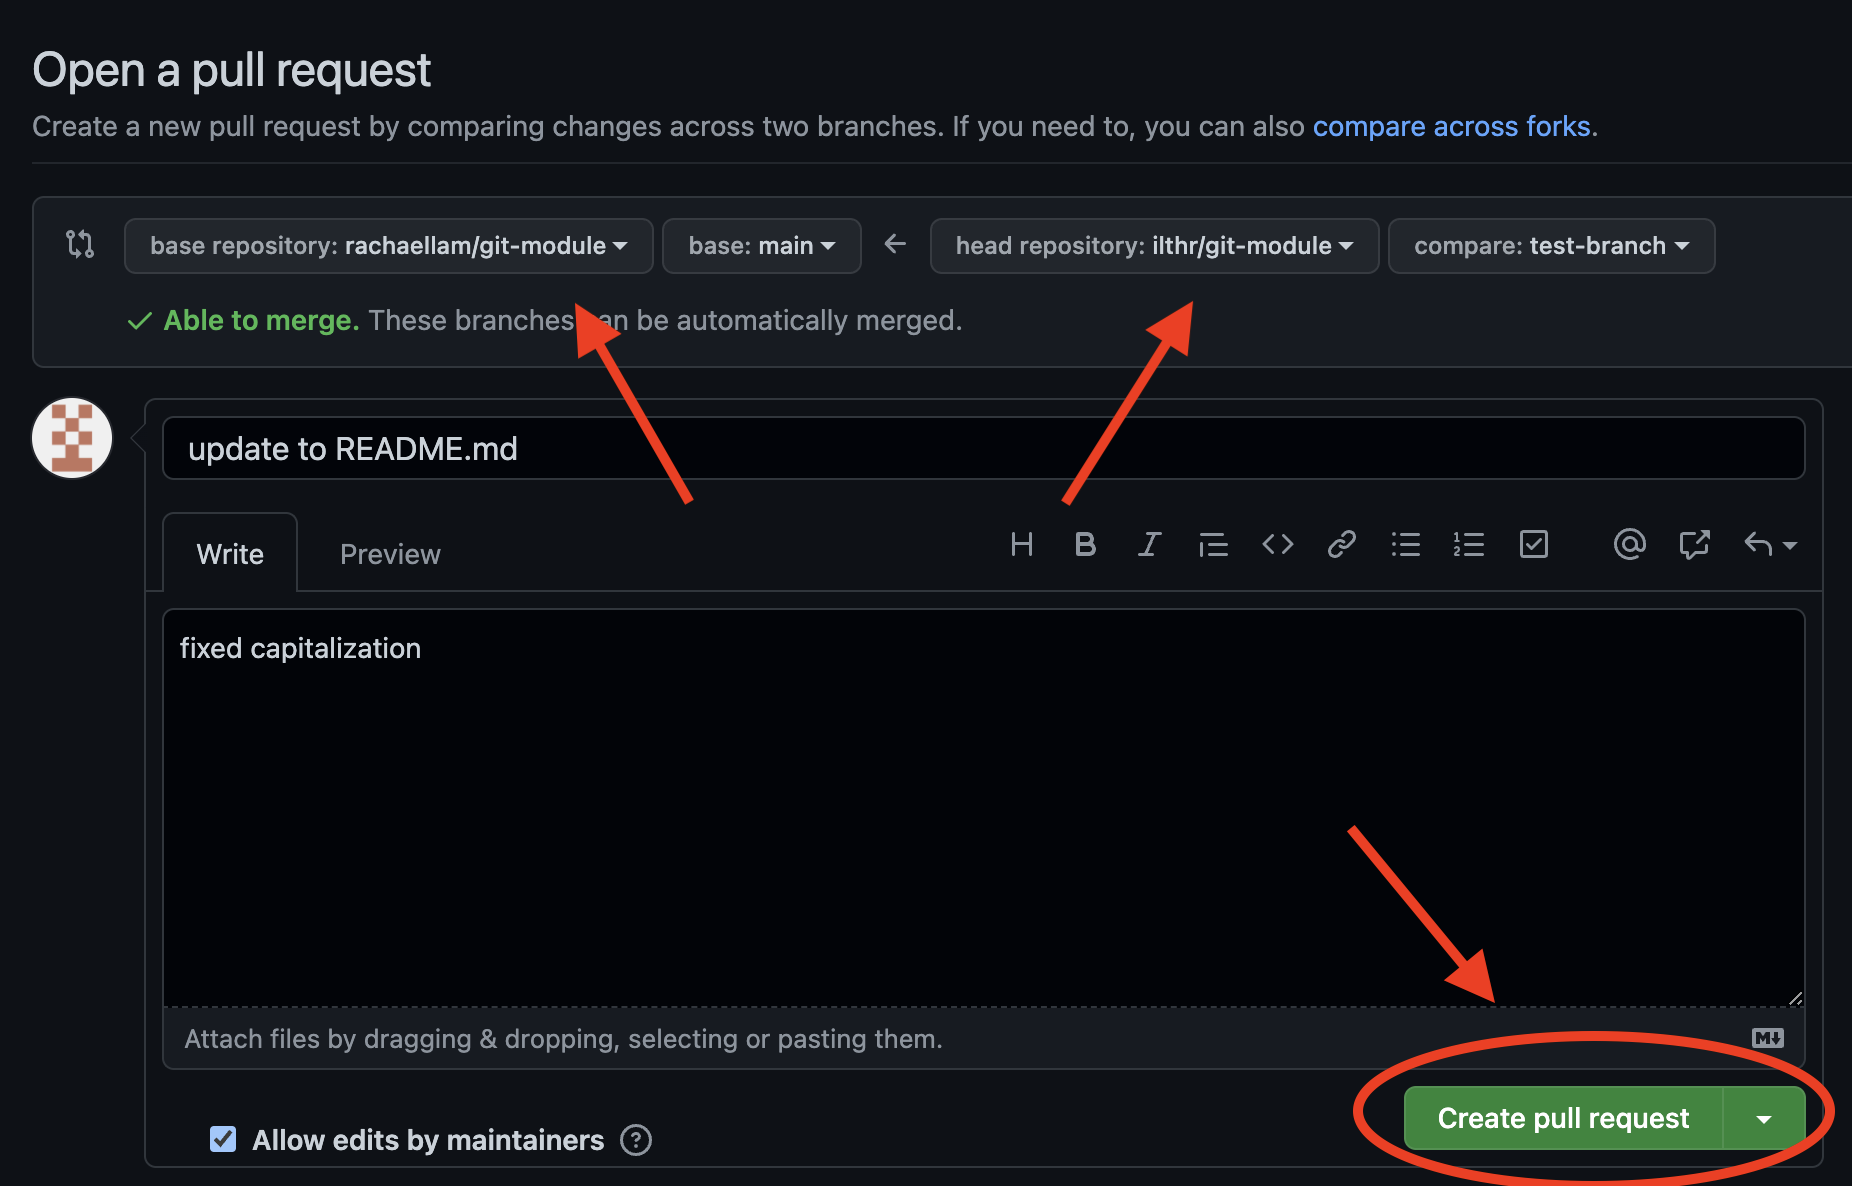 Open a pull request
Create a new pull request by comparing changes across two branches. If you need to, you can also compare across forks.
base repository: rachaellam/git-module base: main ← head repository: ilthr/git-module compare: test-branch
Able to merge. These branches can be automatically merged.
update to README.md
Write Preview
fixed capitalization
Attach files by dragging & dropping, selecting or pasting them.
Allow edits by maintainers
Create pull request